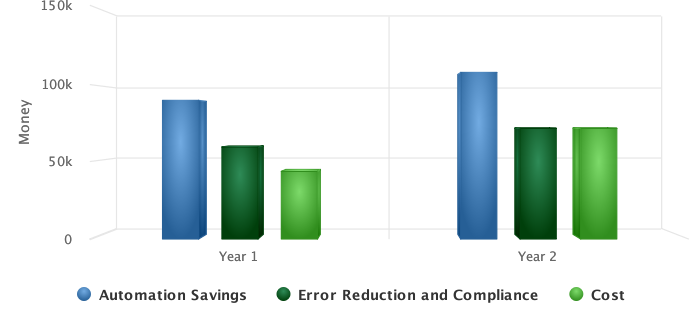 150k
100k
Money
50k
0
Year 1
Year 2
Automation Savings
Error Reduction and Compliance
Cost